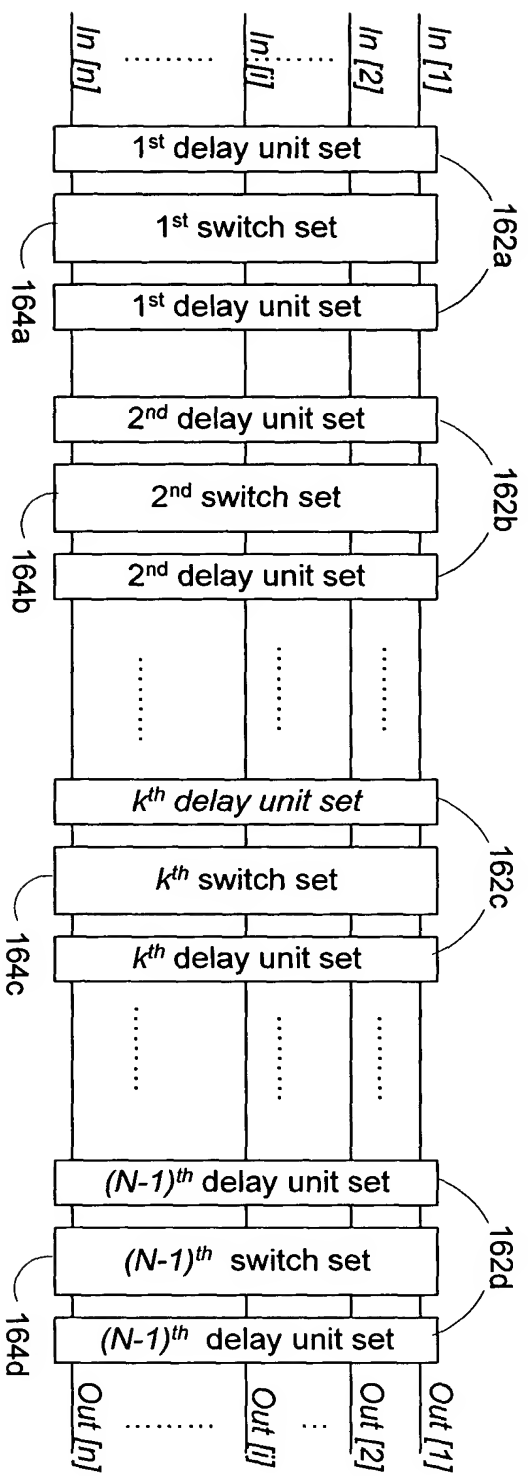 In [1]
In [2]
In [i]
In [n]
162a
1st delay unit set
1st switch set
1st delay unit set
164a
162b
2nd delay unit set
2nd switch set
2nd delay unit set
164b
162c
kth delay unit set
kth switch set
kth delay unit set
164c
162d
(N-1)th delay unit set
(N-1)th switch set
(N-1)th delay unit set
164d
Out [1]
Out [2]
Out [i]
Out [n]